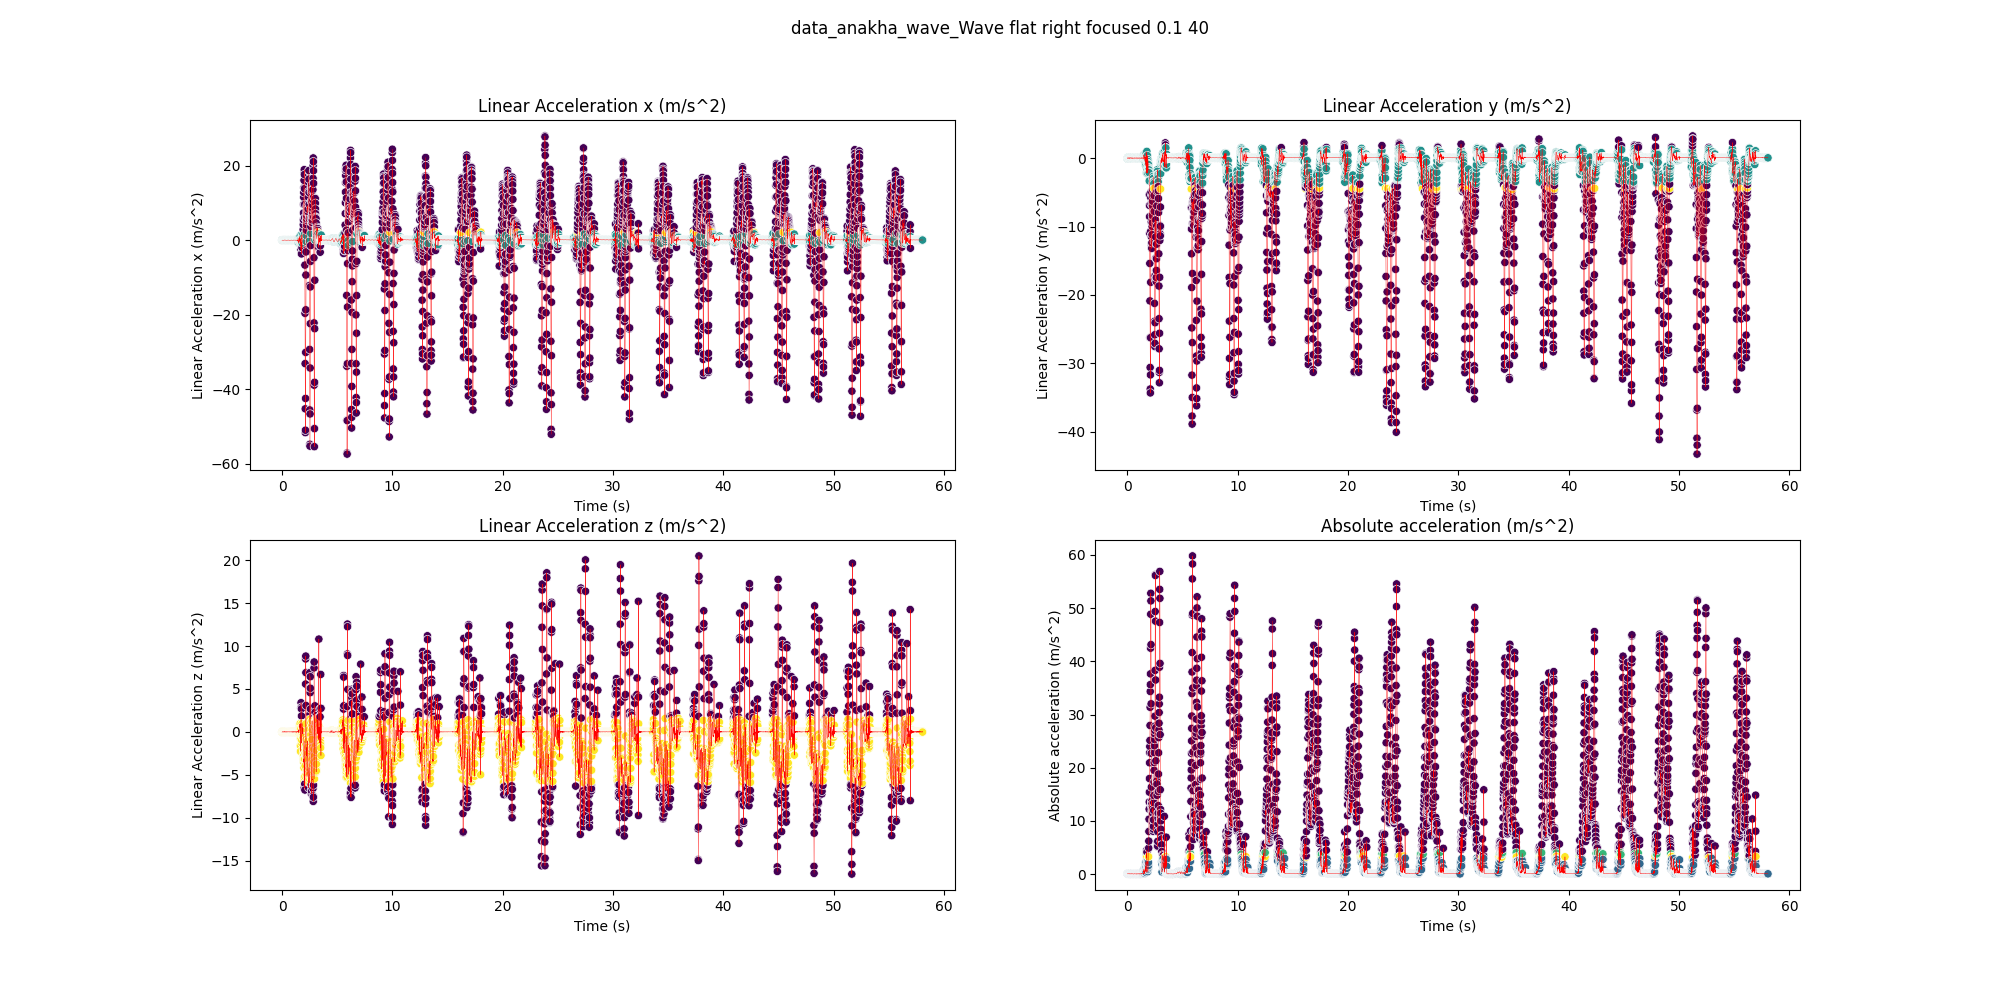 data_anakha_wave_Wave flat right focused 0.1 40
Linear Acceleration x (m/s^2)
Linear Acceleration x (m/s^2)
20
0
−20
−40
−60
0 10 20 30 40 50 60
Time (s)
Linear Acceleration y (m/s^2)
Linear Acceleration y (m/s^2)
0
−10
−20
−30
−40
0 10 20 30 40 50 60
Time (s)
Linear Acceleration z (m/s^2)
Linear Acceleration z (m/s^2)
20
15
10
5
0
−5
−10
−15
0 10 20 30 40 50 60
Time (s)
Absolute acceleration (m/s^2)
Absolute acceleration (m/s^2)
60
50
40
30
20
10
0
0 10 20 30 40 50 60
Time (s)